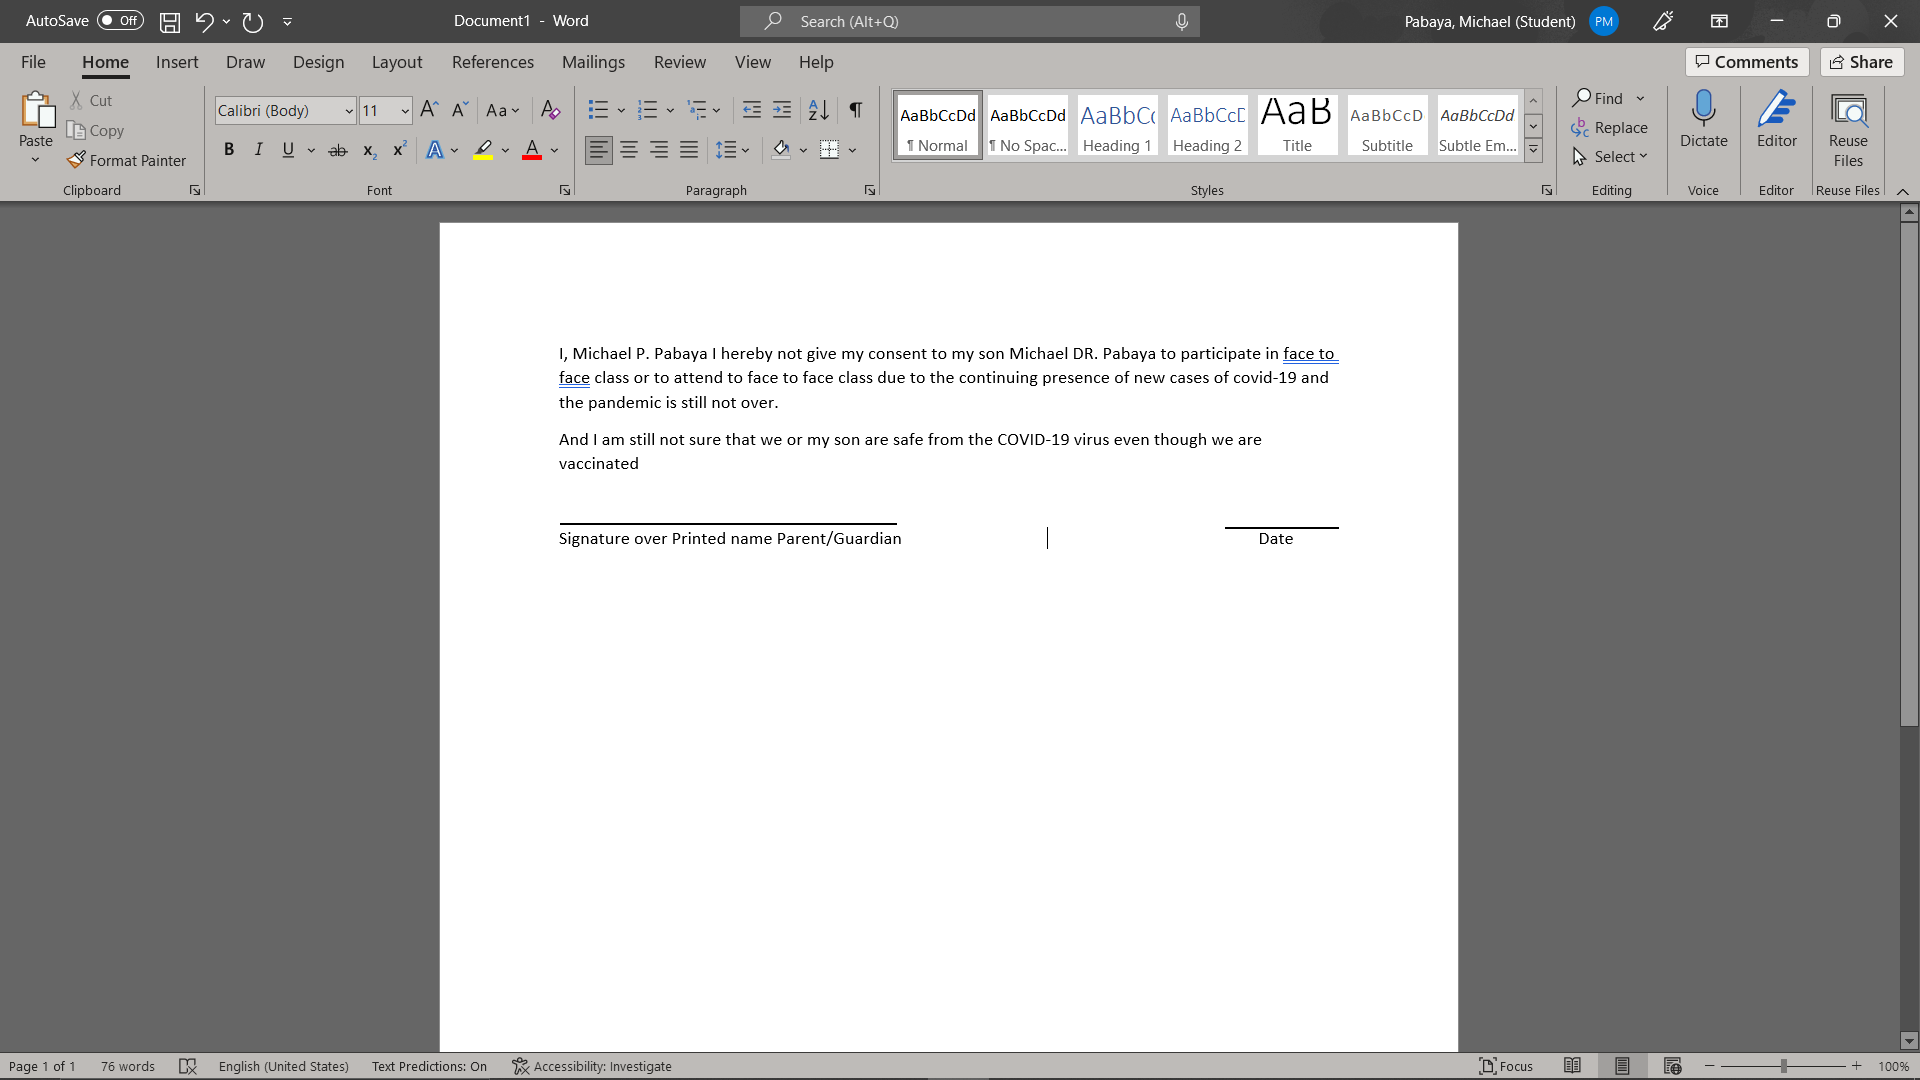 AutoSave Off Document1 - Word Search (Alt+Q) Pabaya, Michael (Student) PM
File Home Insert Draw Design Layout References Mailings Review View Help Comments Share
Paste Cut Copy Format Painter
Calibri (Body) 11
AaBbCcDd AaBbCcDd AaBbCc AaBbCcD AaB AaBbCcD AaBbCcDd
¶ Normal ¶ No Spac... Heading 1 Heading 2 Title Subtitle Subtle Em...
Find Replace Select
Dictate Editor Reuse Files
Clipboard Font Paragraph Styles Editing Voice Editor Reuse Files
I, Michael P. Pabaya I hereby not give my consent to my son Michael DR. Pabaya to participate in face to
face class or to attend to face to face class due to the continuing presence of new cases of covid-19 and
the pandemic is still not over.
And I am still not sure that we or my son are safe from the COVID-19 virus even though we are
vaccinated
Signature over Printed name Parent/Guardian Date
Page 1 of 1 76 words English (United States) Text Predictions: On Accessibility: Investigate Focus 100%